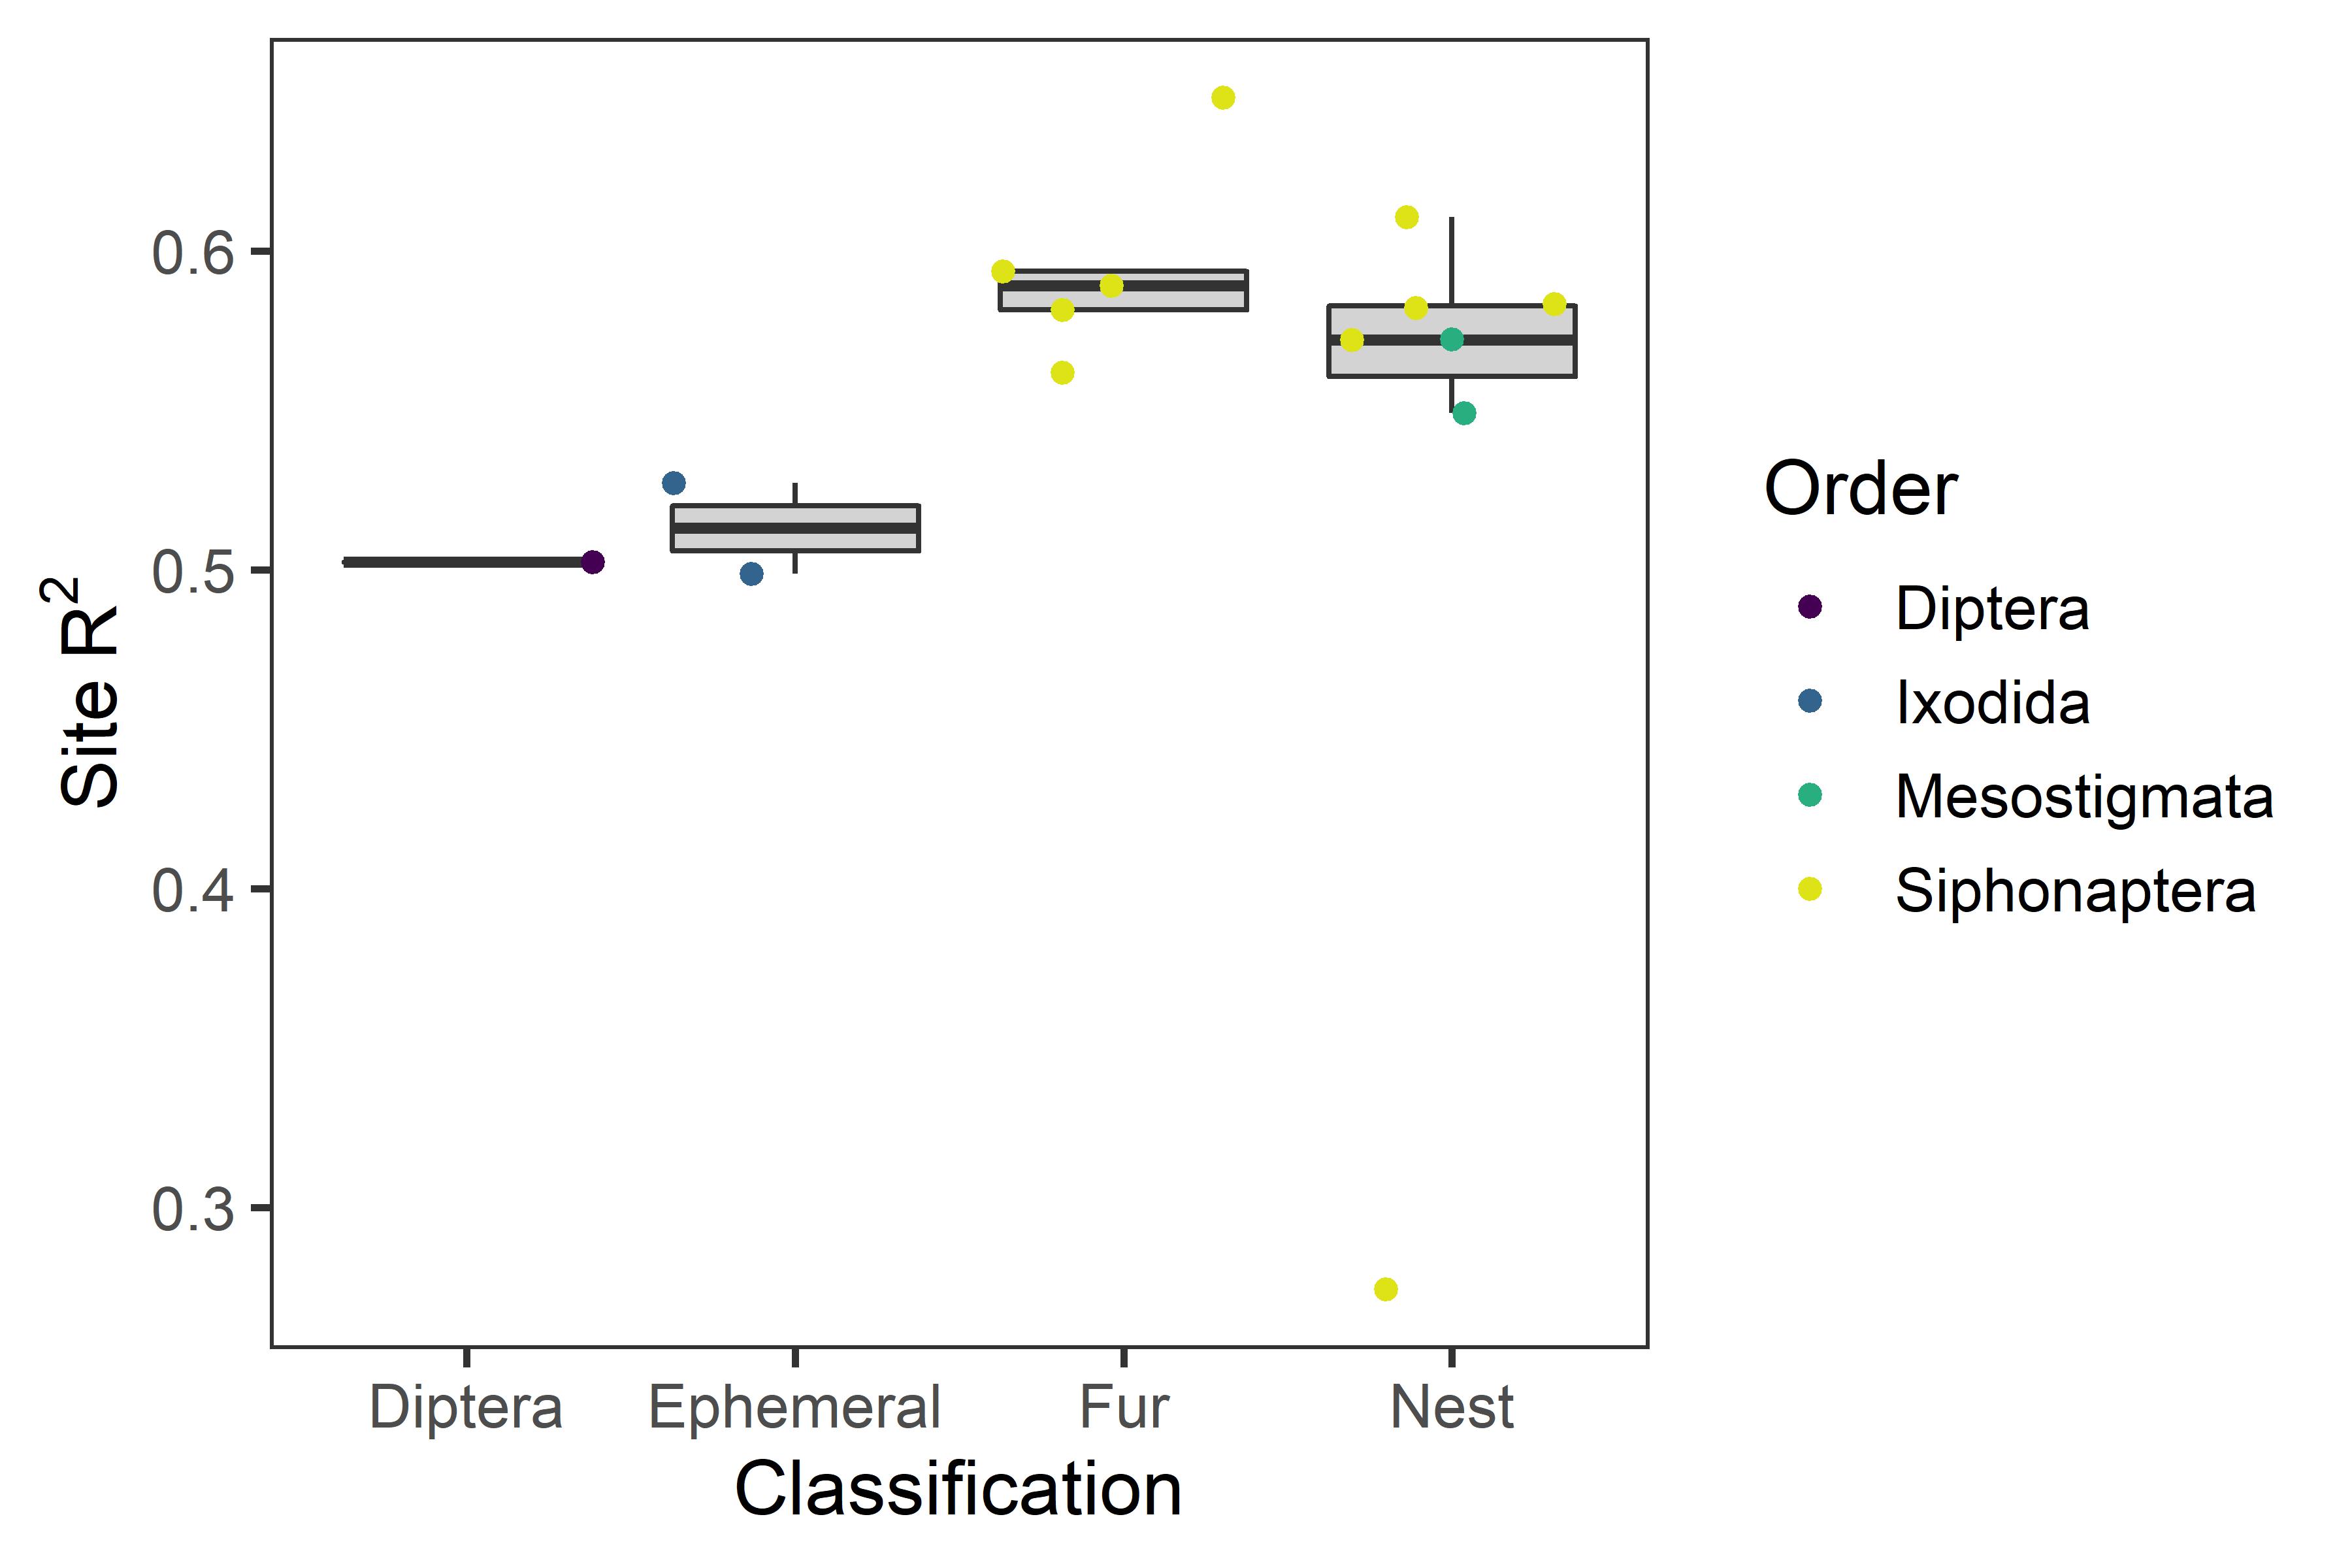 Site R²
0.6
0.5
0.4
0.3
Diptera
Ephemeral
Fur
Nest
Classification
Order
Diptera
Ixodida
Mesostigmata
Siphonaptera